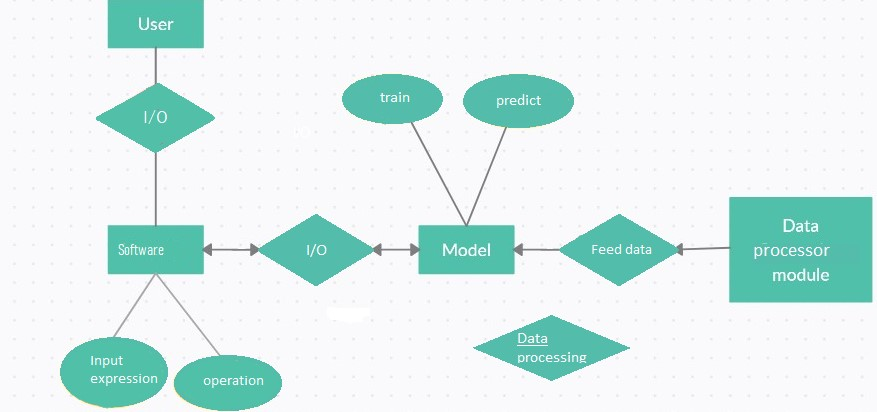 User
I/O
train
predict
Software
I/O
Model
Feed data
Data
processor
module
Data
processing
Input
expression
operation